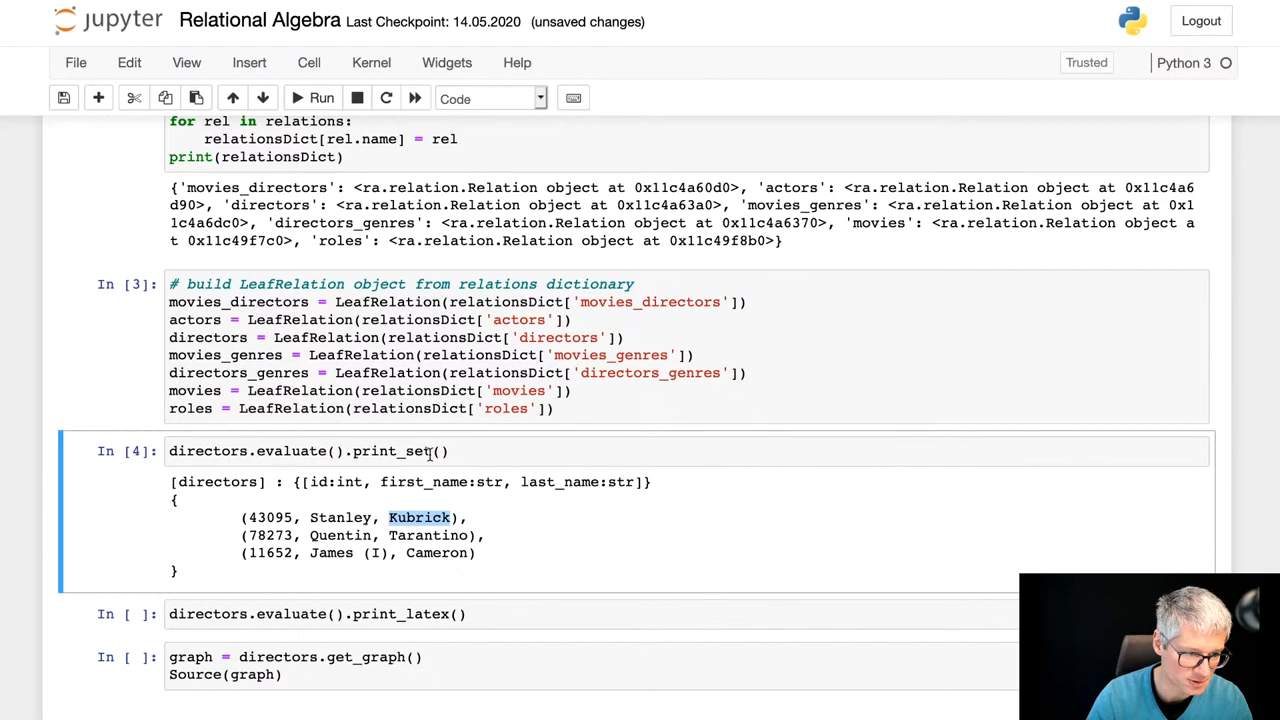 jupyter Relational Algebra Last Checkpoint: 14.05.2020 (unsaved changes) Logout
File Edit View Insert Cell Kernel Widgets Help Trusted Python 3
Run Code
for rel in relations:
    relationsDict[rel.name] = rel
print(relationsDict)
{'movies_directors': <ra.relation.Relation object at 0x11c4a60d0>, 'actors': <ra.relation.Relation object at 0x11c4a6
d90>, 'directors': <ra.relation.Relation object at 0x11c4a63a0>, 'movies_genres': <ra.relation.Relation object at 0x1
1c4a6dc0>, 'directors_genres': <ra.relation.Relation object at 0x11c4a6370>, 'movies': <ra.relation.Relation object a
t 0x11c49f7c0>, 'roles': <ra.relation.Relation object at 0x11c49f8b0>}
In [3]: # build LeafRelation object from relations dictionary
movies_directors = LeafRelation(relationsDict['movies_directors'])
actors = LeafRelation(relationsDict['actors'])
directors = LeafRelation(relationsDict['directors'])
movies_genres = LeafRelation(relationsDict['movies_genres'])
directors_genres = LeafRelation(relationsDict['directors_genres'])
movies = LeafRelation(relationsDict['movies'])
roles = LeafRelation(relationsDict['roles'])
In [4]: directors.evaluate().print_set()
[directors] : {[id:int, first_name:str, last_name:str]}
{
(43095, Stanley, Kubrick),
(78273, Quentin, Tarantino),
(11652, James (I), Cameron)
}
In [ ]: directors.evaluate().print_latex()
In [ ]: graph = directors.get_graph()
Source(graph)